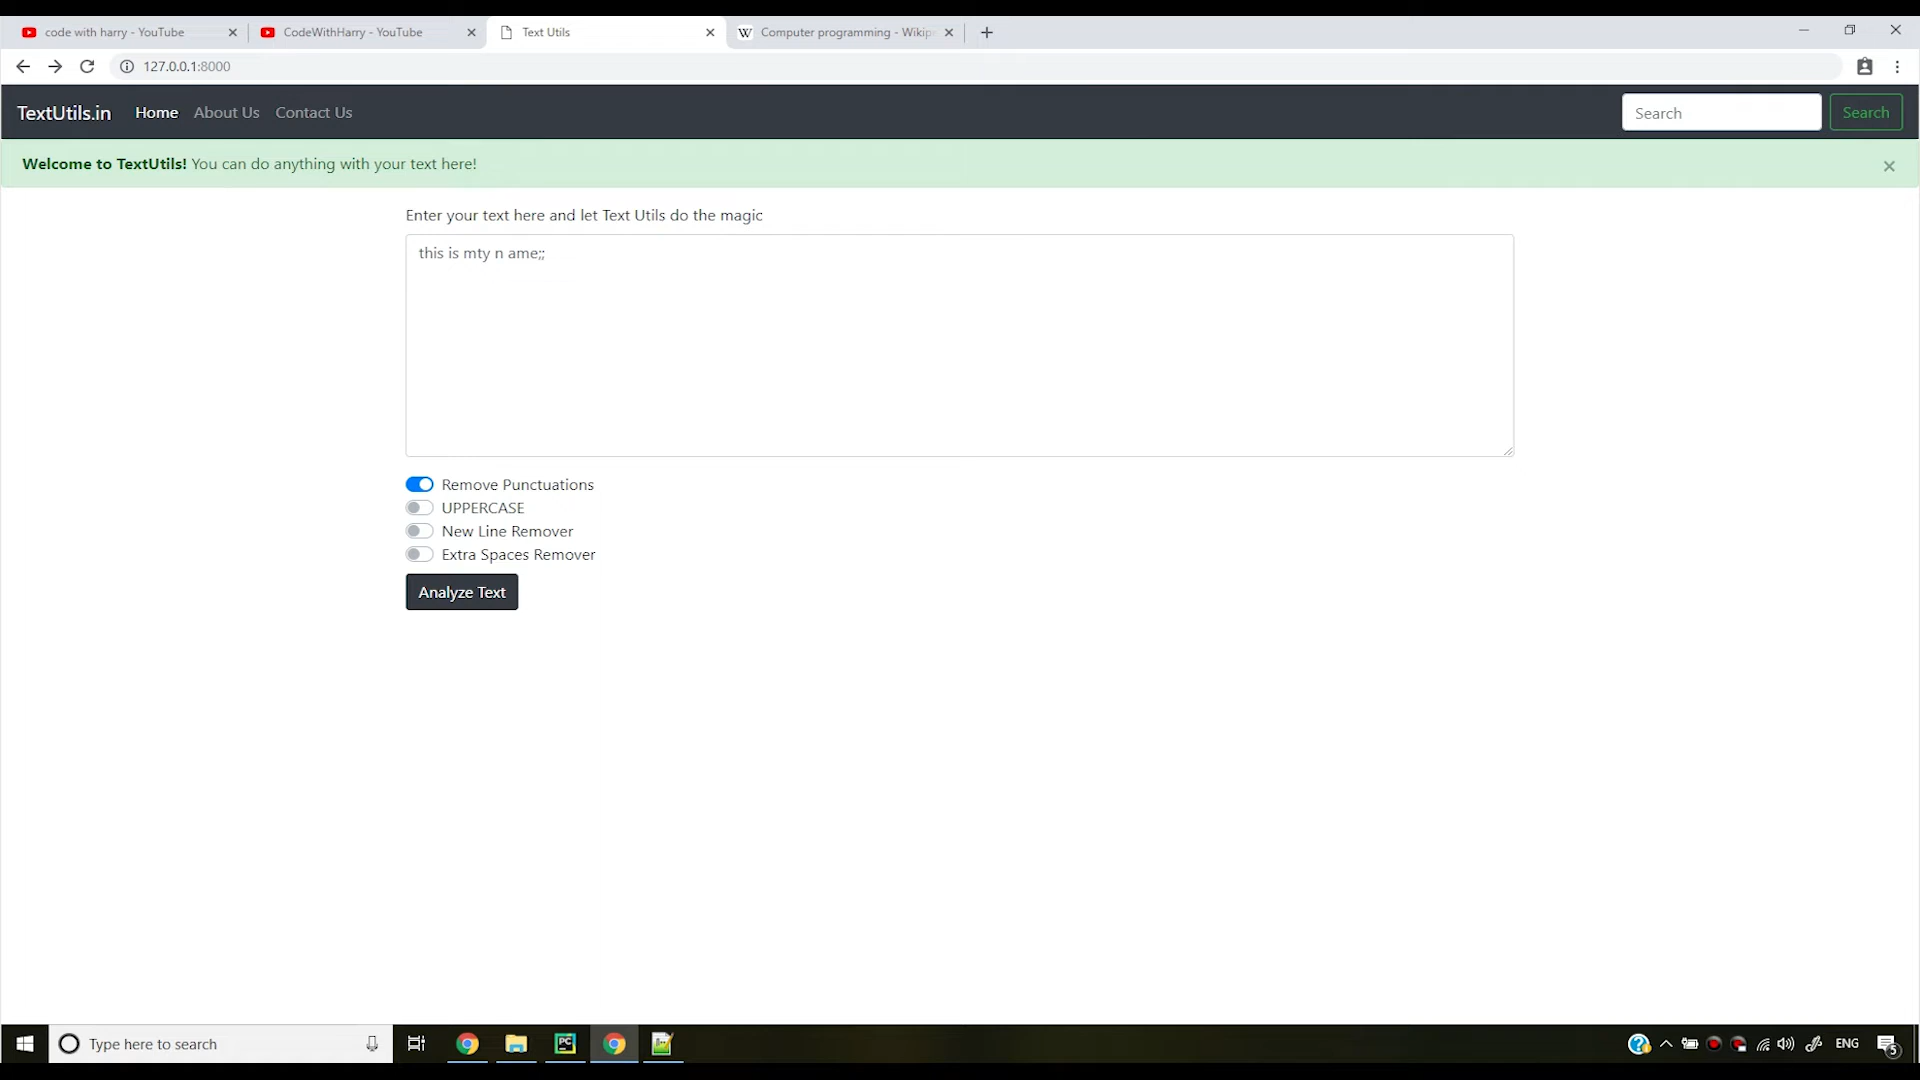 code with harry - YouTube
CodeWithHarry - YouTube
Text Utils
Computer programming - Wikip
127.0.0.1:8000
TextUtils.in
Home
About Us
Contact Us
Search
Search
Welcome to TextUtils! You can do anything with your text here!
Enter your text here and let Text Utils do the magic
this is mty n ame;;
Remove Punctuations
UPPERCASE
New Line Remover
Extra Spaces Remover
Analyze Text
Type here to search
PC
ENG
5